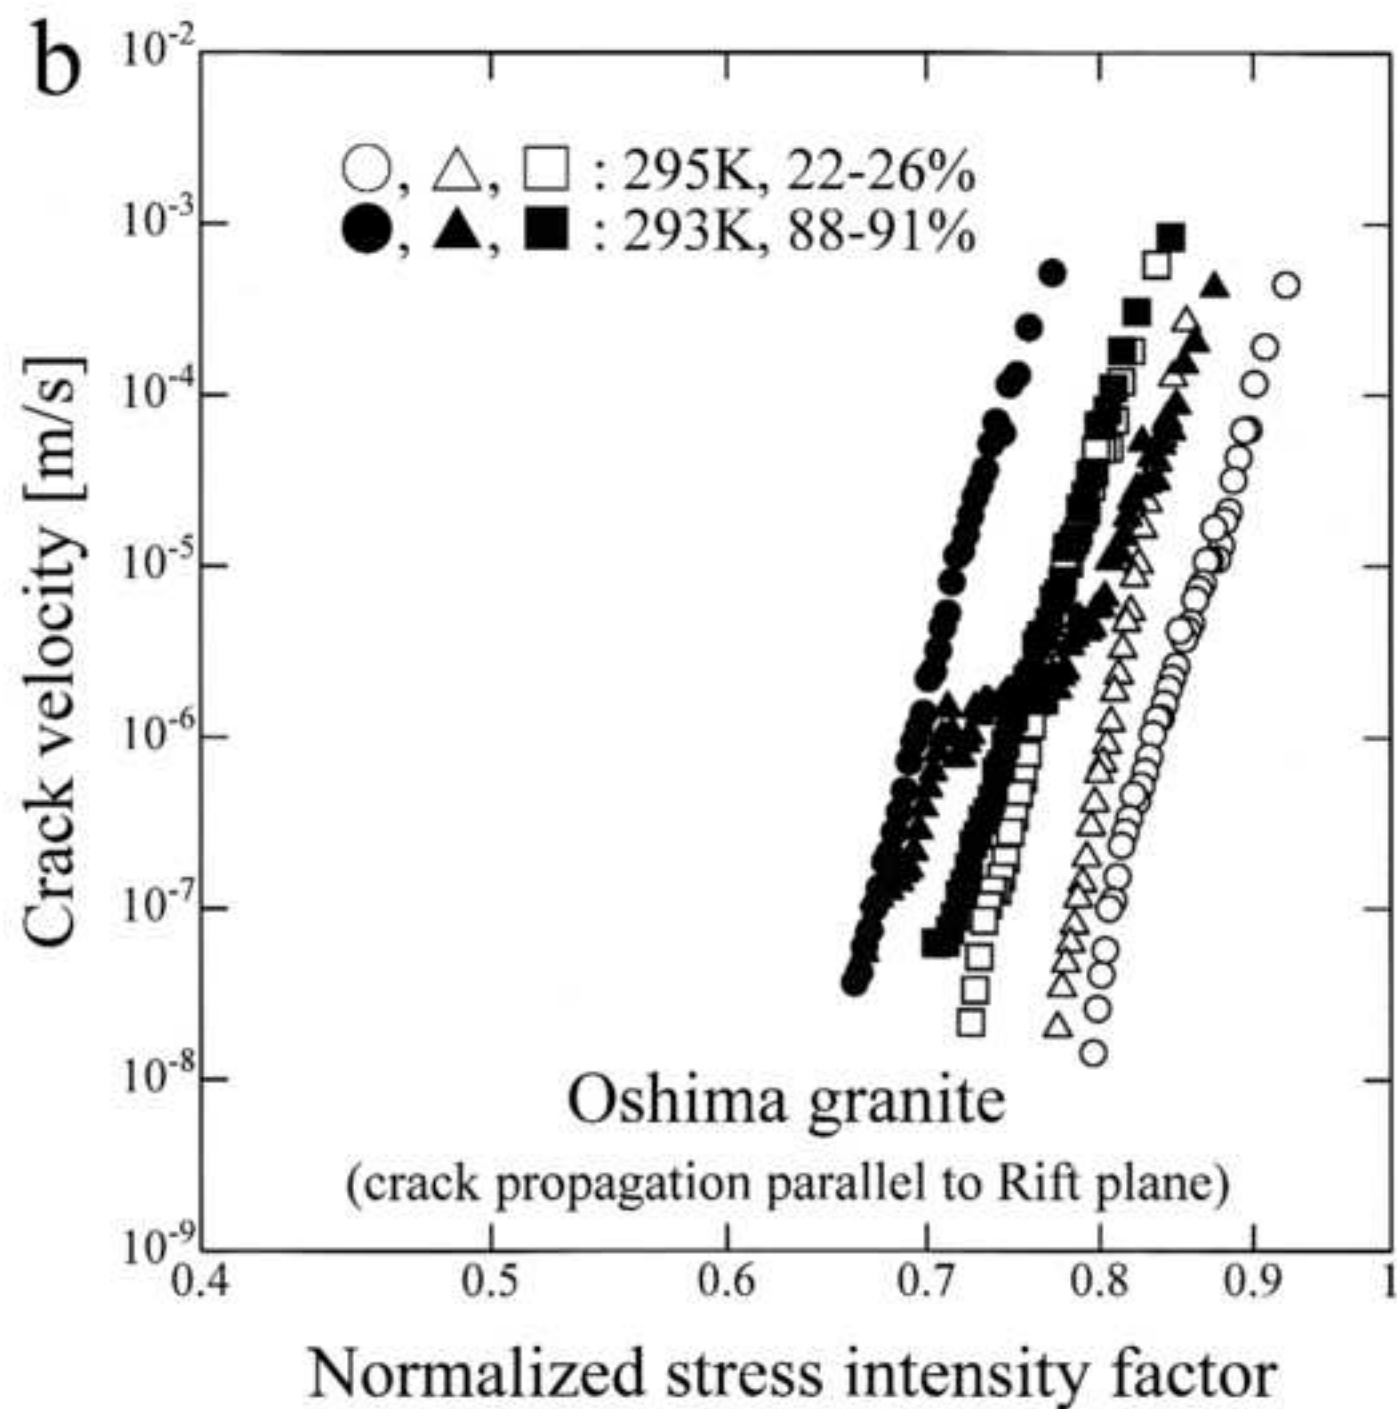 b
10-2
○, △, □ : 295K, 22-26%
10-3
●, ▲, ■ : 293K, 88-91%
10-4
10-5
10-6
10-7
10-8
10-9
Crack velocity [m/s]
Oshima granite
(crack propagation parallel to Rift plane)
0.4 0.5 0.6 0.7 0.8 0.9 1
Normalized stress intensity factor